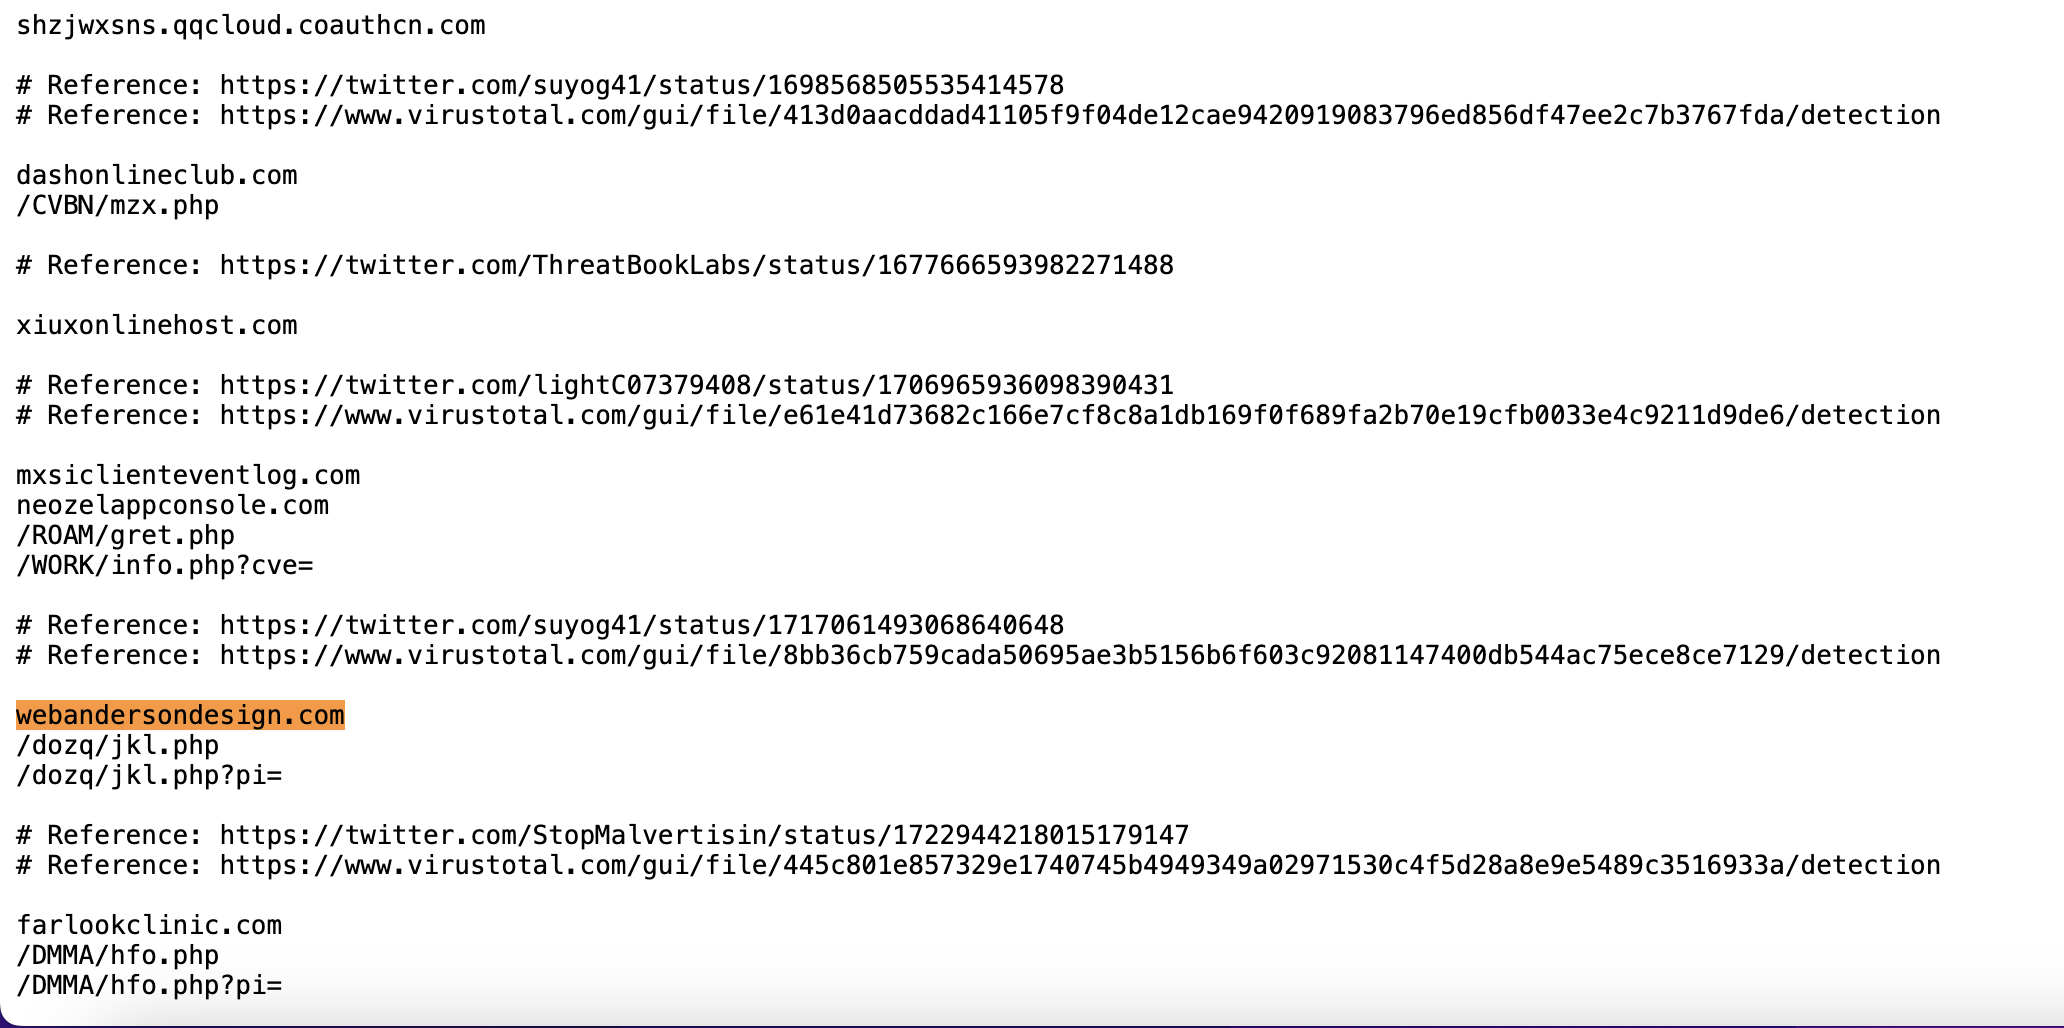 shzjwxsns.qqcloud.coauthcn.com
# Reference: https://twitter.com/suyog41/status/1698568505535414578
# Reference: https://www.virustotal.com/gui/file/413d0aacddad41105f9f04de12cae9420919083796ed856df47ee2c7b3767fda/detection
dashonlineclub.com
/CVBN/mzx.php
# Reference: https://twitter.com/ThreatBookLabs/status/1677666593982271488
xiuxonlinehost.com
# Reference: https://twitter.com/lightC07379408/status/1706965936098390431
# Reference: https://www.virustotal.com/gui/file/e61e41d73682c166e7cf8c8a1db169f0f689fa2b70e19cfb0033e4c9211d9de6/detection
mxsiclienteventlog.com
neozelappconsole.com
/ROAM/gret.php
/WORK/info.php?cve=
# Reference: https://twitter.com/suyog41/status/1717061493068640648
# Reference: https://www.virustotal.com/gui/file/8bb36cb759cada50695ae3b5156b6f603c92081147400db544ac75ece8ce7129/detection
webandersondesign.com
/dozq/jkl.php
/dozq/jkl.php?pi=
# Reference: https://twitter.com/StopMalvertisin/status/1722944218015179147
# Reference: https://www.virustotal.com/gui/file/445c801e857329e1740745b4949349a02971530c4f5d28a8e9e5489c3516933a/detection
farlookclinic.com
/DMMA/hfo.php
/DMMA/hfo.php?pi=